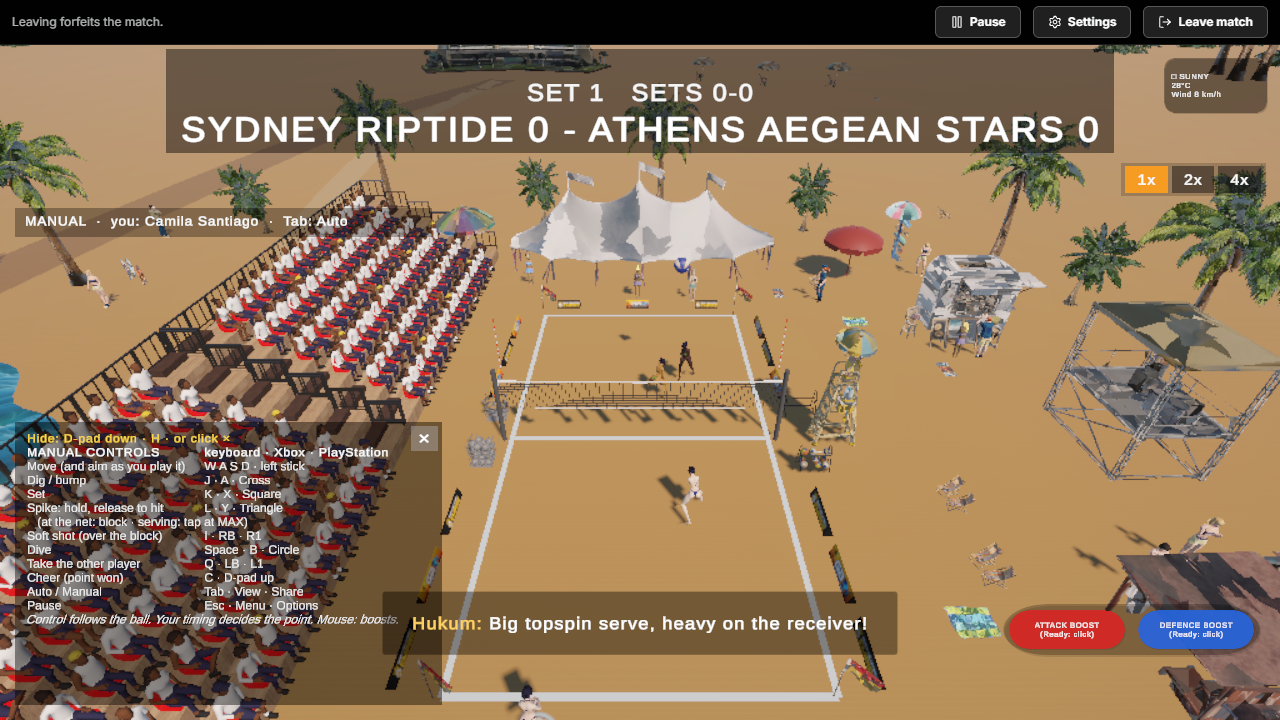 Leaving forfeits the match.
Pause
Settings
Leave match
SET 1 SETS 0-0
SYDNEY RIPTIDE 0 - ATHENS AEGEAN STARS 0
SUNNY
28°C
Wind 8 km/h
1x 2x 4x
MANUAL · you: Camila Santiago · Tab: Auto
Hide: D-pad down · H · or click ×
MANUAL CONTROLS keyboard · Xbox · PlayStation
Move (and aim as you play it) W A S D · left stick
Dig / bump J · A · Cross
Set K · X · Square
Spike: hold, release to hit L · Y · Triangle
(at the net: block · serving: tap at MAX)
Soft shot (over the block) I · RB · R1
Dive Space · B · Circle
Take the other player Q · LB · L1
Cheer (point won) C · D-pad up
Auto / Manual Tab · View · Share
Pause Esc · Menu · Options
Control follows the ball. Your timing decides the point. Mouse: boosts.
Hukum: Big topspin serve, heavy on the receiver!
ATTACK BOOST
(Ready: click)
DEFENCE BOOST
(Ready: click)